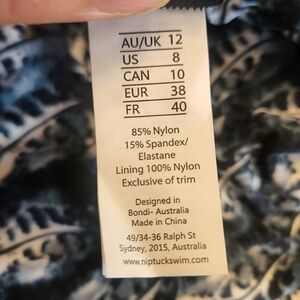 AU/UK 12
US 8
CAN 10
EUR 38
FR 40
85% Nylon
15% Spandex/
Elastane
Lining 100% Nylon
Exclusive of trim
Designed in
Bondi- Australia
Made in China
49/34-36 Ralph St
Sydney, 2015, Australia
www.niptuckswim.com